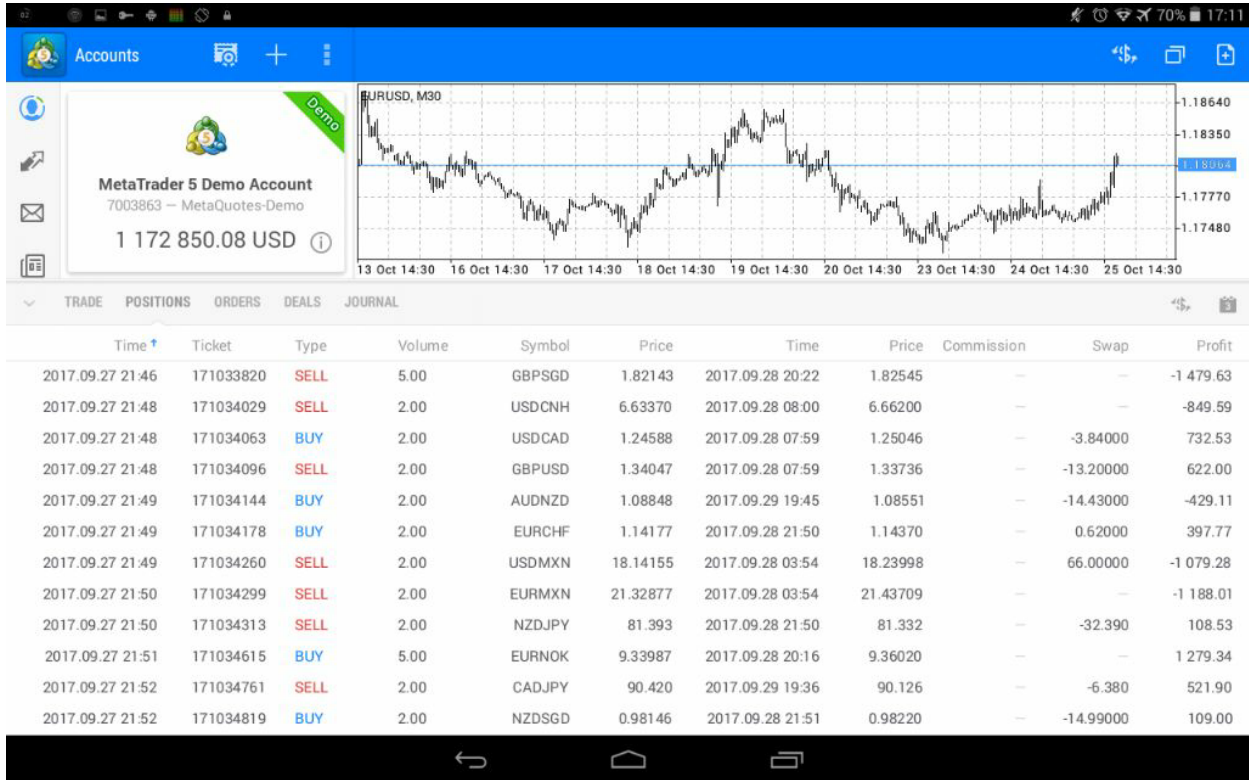 70% 17:11
Accounts
Demo
MetaTrader 5 Demo Account
7003863 — MetaQuotes-Demo
1 172 850.08 USD
EURUSD, M30
1.18640
1.18350
1.18064
1.17770
1.17480
13 Oct 14:30 16 Oct 14:30 17 Oct 14:30 18 Oct 14:30 19 Oct 14:30 20 Oct 14:30 23 Oct 14:30 24 Oct 14:30 25 Oct 14:30
TRADE POSITIONS ORDERS DEALS JOURNAL
Time ↑ Ticket Type Volume Symbol Price Time Price Commission Swap Profit
2017.09.27 21:46 171033820 SELL 5.00 GBPSGD 1.82143 2017.09.28 20:22 1.82545 — — -1 479.63
2017.09.27 21:48 171034029 SELL 2.00 USDCNH 6.63370 2017.09.28 08:00 6.66200 — — -849.59
2017.09.27 21:48 171034063 BUY 2.00 USDCAD 1.24588 2017.09.28 07:59 1.25046 — -3.84000 732.53
2017.09.27 21:48 171034096 SELL 2.00 GBPUSD 1.34047 2017.09.28 07:59 1.33736 — -13.20000 622.00
2017.09.27 21:49 171034144 BUY 2.00 AUDNZD 1.08848 2017.09.29 19:45 1.08551 — -14.43000 -429.11
2017.09.27 21:49 171034178 BUY 2.00 EURCHF 1.14177 2017.09.28 21:50 1.14370 — 0.62000 397.77
2017.09.27 21:49 171034260 SELL 2.00 USDMXN 18.14155 2017.09.28 03:54 18.23998 — 66.00000 -1 079.28
2017.09.27 21:50 171034299 SELL 2.00 EURMXN 21.32877 2017.09.28 03:54 21.43709 — — -1 188.01
2017.09.27 21:50 171034313 SELL 2.00 NZDJPY 81.393 2017.09.28 21:50 81.332 — -32.390 108.53
2017.09.27 21:51 171034615 BUY 5.00 EURNOK 9.33987 2017.09.28 20:16 9.36020 — — 1 279.34
2017.09.27 21:52 171034761 SELL 2.00 CADJPY 90.420 2017.09.29 19:36 90.126 — -6.380 521.90
2017.09.27 21:52 171034819 BUY 2.00 NZDSGD 0.98146 2017.09.28 21:51 0.98220 — -14.99000 109.00